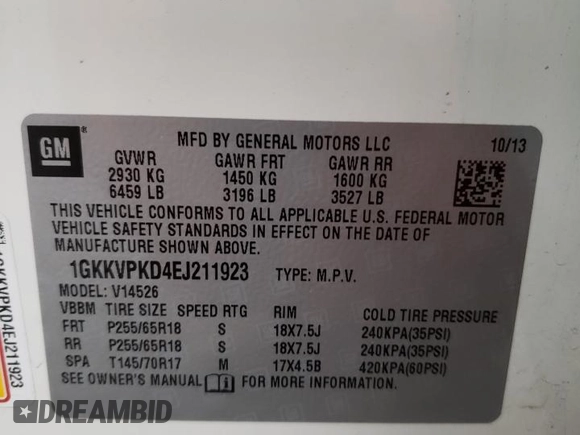 GM
®
MFD BY GENERAL MOTORS LLC
10/13
GVWR GAWR FRT GAWR RR
2930 KG 1450 KG 1600 KG
6459 LB 3196 LB 3527 LB
THIS VEHICLE CONFORMS TO ALL APPLICABLE U.S. FEDERAL MOTOR
VEHICLE SAFETY STANDARDS IN EFFECT ON THE DATE OF
MANUFACTURE SHOWN ABOVE.
1GKKVPKD4EJ211923 TYPE: M.P.V.
MODEL: V14526
VBBM TIRE SIZE SPEED RTG RIM COLD TIRE PRESSURE
FRT P255/65R18 S 18X7.5J 240KPA(35PSI)
RR P255/65R18 S 18X7.5J 240KPA(35PSI)
SPA T145/70R17 M 17X4.5B 420KPA(60PSI)
SEE OWNER'S MANUAL FOR MORE INFORMATION
1GKKVPKD4EJ211923
DREAMBID